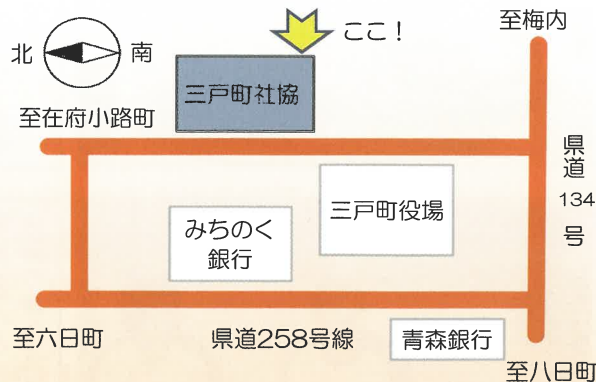 至梅内
ここ!
北
南
三戸町社協
至在府小路町
県道
134
号
三戸町役場
みちのく
銀行
至六日町
県道258号線
青森銀行
至八日町